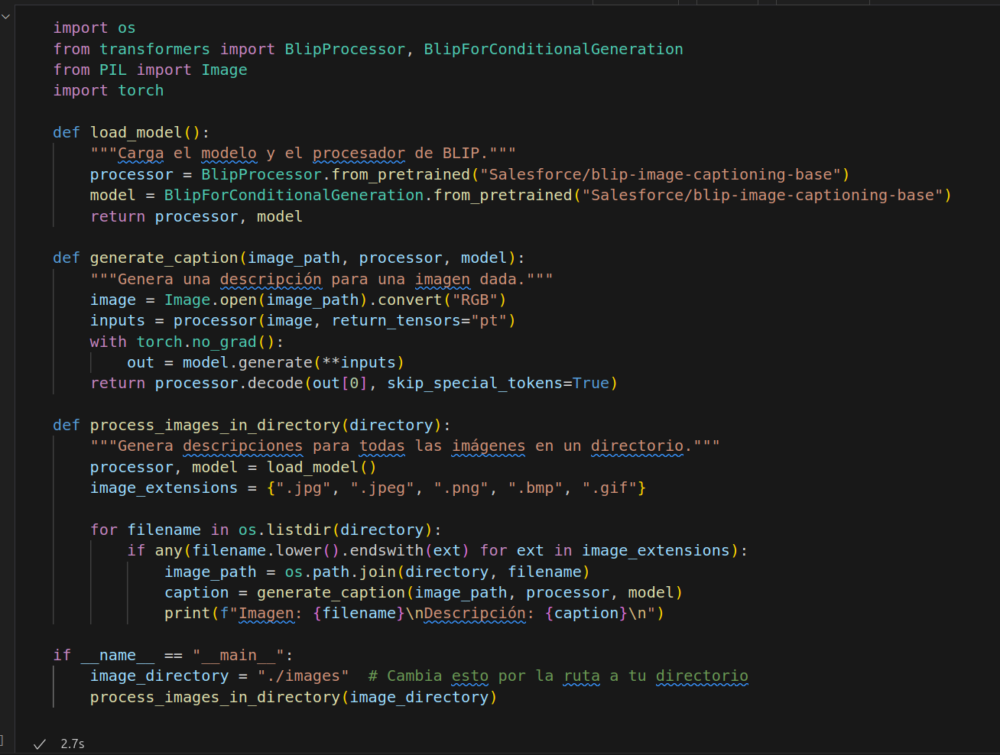 import os
from transformers import BlipProcessor, BlipForConditionalGeneration
from PIL import Image
import torch

def load_model():
    """Carga el modelo y el procesador de BLIP."""
    processor = BlipProcessor.from_pretrained("Salesforce/blip-image-captioning-base")
    model = BlipForConditionalGeneration.from_pretrained("Salesforce/blip-image-captioning-base")
    return processor, model

def generate_caption(image_path, processor, model):
    """Genera una descripción para una imagen dada."""
    image = Image.open(image_path).convert("RGB")
    inputs = processor(image, return_tensors="pt")
    with torch.no_grad():
        out = model.generate(**inputs)
    return processor.decode(out[0], skip_special_tokens=True)

def process_images_in_directory(directory):
    """Genera descripciones para todas las imágenes en un directorio."""
    processor, model = load_model()
    image_extensions = {".jpg", ".jpeg", ".png", ".bmp", ".gif"}

    for filename in os.listdir(directory):
        if any(filename.lower().endswith(ext) for ext in image_extensions):
            image_path = os.path.join(directory, filename)
            caption = generate_caption(image_path, processor, model)
            print(f"Imagen: {filename}\nDescripción: {caption}\n")

if __name__ == "__main__":
    image_directory = "./images"  # Cambia esto por la ruta a tu directorio
    process_images_in_directory(image_directory)

] ✓ 2.7s